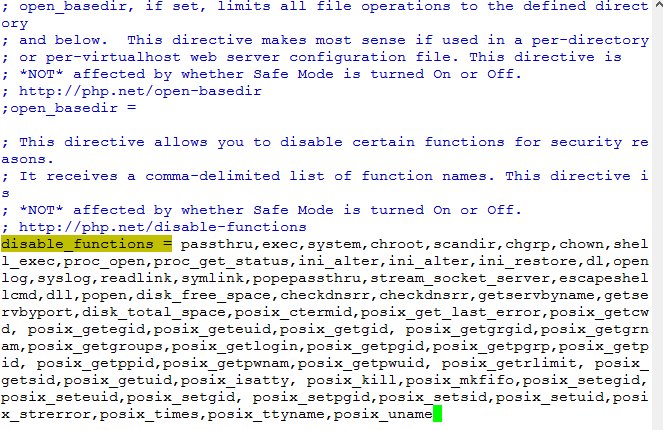 ; open_basedir, if set, limits all file operations to the defined direct
ory
; and below.  This directive makes most sense if used in a per-directory
; or per-virtualhost web server configuration file. This directive is
; *NOT* affected by whether Safe Mode is turned On or Off.
; http://php.net/open-basedir
;open_basedir =
; This directive allows you to disable certain functions for security re
asons.
; It receives a comma-delimited list of function names. This directive i
s
; *NOT* affected by whether Safe Mode is turned On or Off.
; http://php.net/disable-functions
disable_functions = passthru,exec,system,chroot,scandir,chgrp,chown,shel
l_exec,proc_open,proc_get_status,ini_alter,ini_alter,ini_restore,dl,open
log,syslog,readlink,symlink,popepassthru,stream_socket_server,escapeshel
lcmd,dll,popen,disk_free_space,checkdnsrr,checkdnsrr,getservbyname,getse
rvbyport,disk_total_space,posix_ctermid,posix_get_last_error,posix_getcw
d, posix_getegid,posix_geteuid,posix_getgid, posix_getgrgid,posix_getgrn
am,posix_getgroups,posix_getlogin,posix_getpgid,posix_getpgrp,posix_getp
id, posix_getppid,posix_getpwnam,posix_getpwuid, posix_getrlimit, posix_
getsid,posix_getuid,posix_isatty, posix_kill,posix_mkfifo,posix_setegid,
posix_seteuid,posix_setgid, posix_setpgid,posix_setsid,posix_setuid,posi
x_strerror,posix_times,posix_ttyname,posix_uname